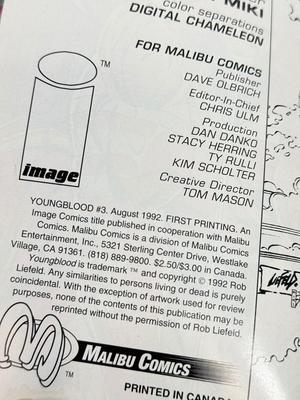 MIKI
color separations
DIGITAL CHAMELEON
FOR MALIBU COMICS
Publisher
DAVE OLBRICH
Editor-In-Chief
CHRIS ULM
Production
DAN DANKO
STACY HERRING
TY RULLI
KIM SCHOLTER
Creative Director
TOM MASON
TM
image
YOUNGBLOOD #3. August 1992. FIRST PRINTING. An
Image Comics title published in cooperation with Malibu
Comics. Malibu Comics is a division of Malibu Comics
Entertainment, Inc., 5321 Sterling Center Drive, Westlake
Village, CA 91361. (818) 889-9800. $2.50/$3.00 in Canada.
Youngblood is trademark ™ and copyright © 1992 Rob
Liefeld. Any similarities to persons living or dead is purely
coincidental. With the exception of artwork used for review
purposes, none of the contents of this publication may be
reprinted without the permission of Rob Liefeld.
MALIBU COMICS
TM
PRINTED IN CANADA